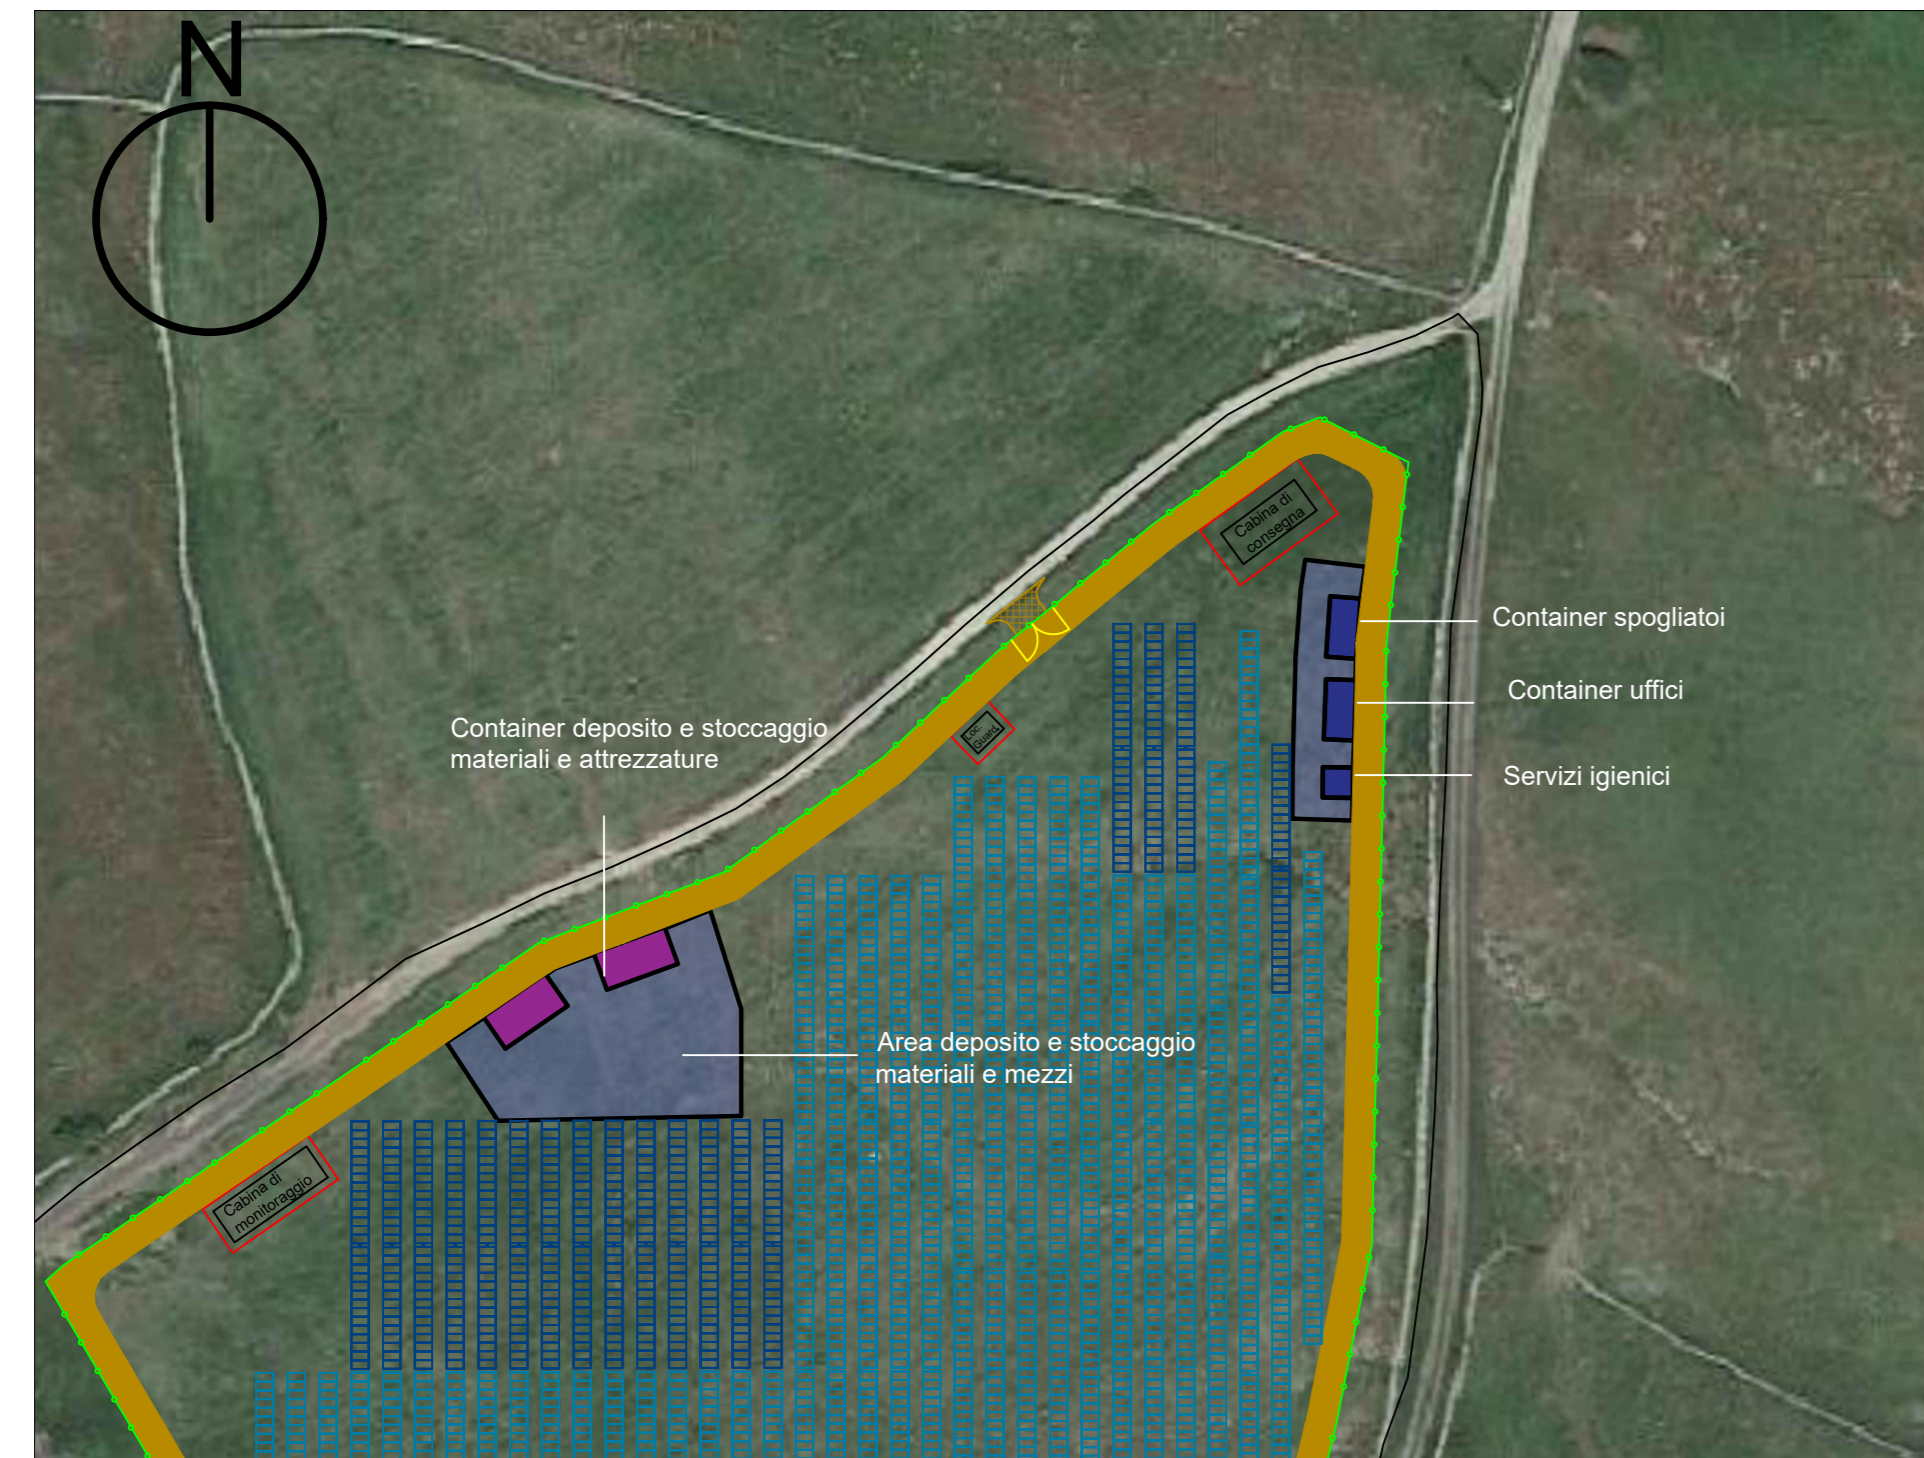 N
Cabina di
consegna
Container spogliatoi
Container uffici
Container deposito e stoccaggio
materiali e attrezzature
Loc.
Guard.
Servizi igienici
Area deposito e stoccaggio
materiali e mezzi
Cabina di
monitoraggio